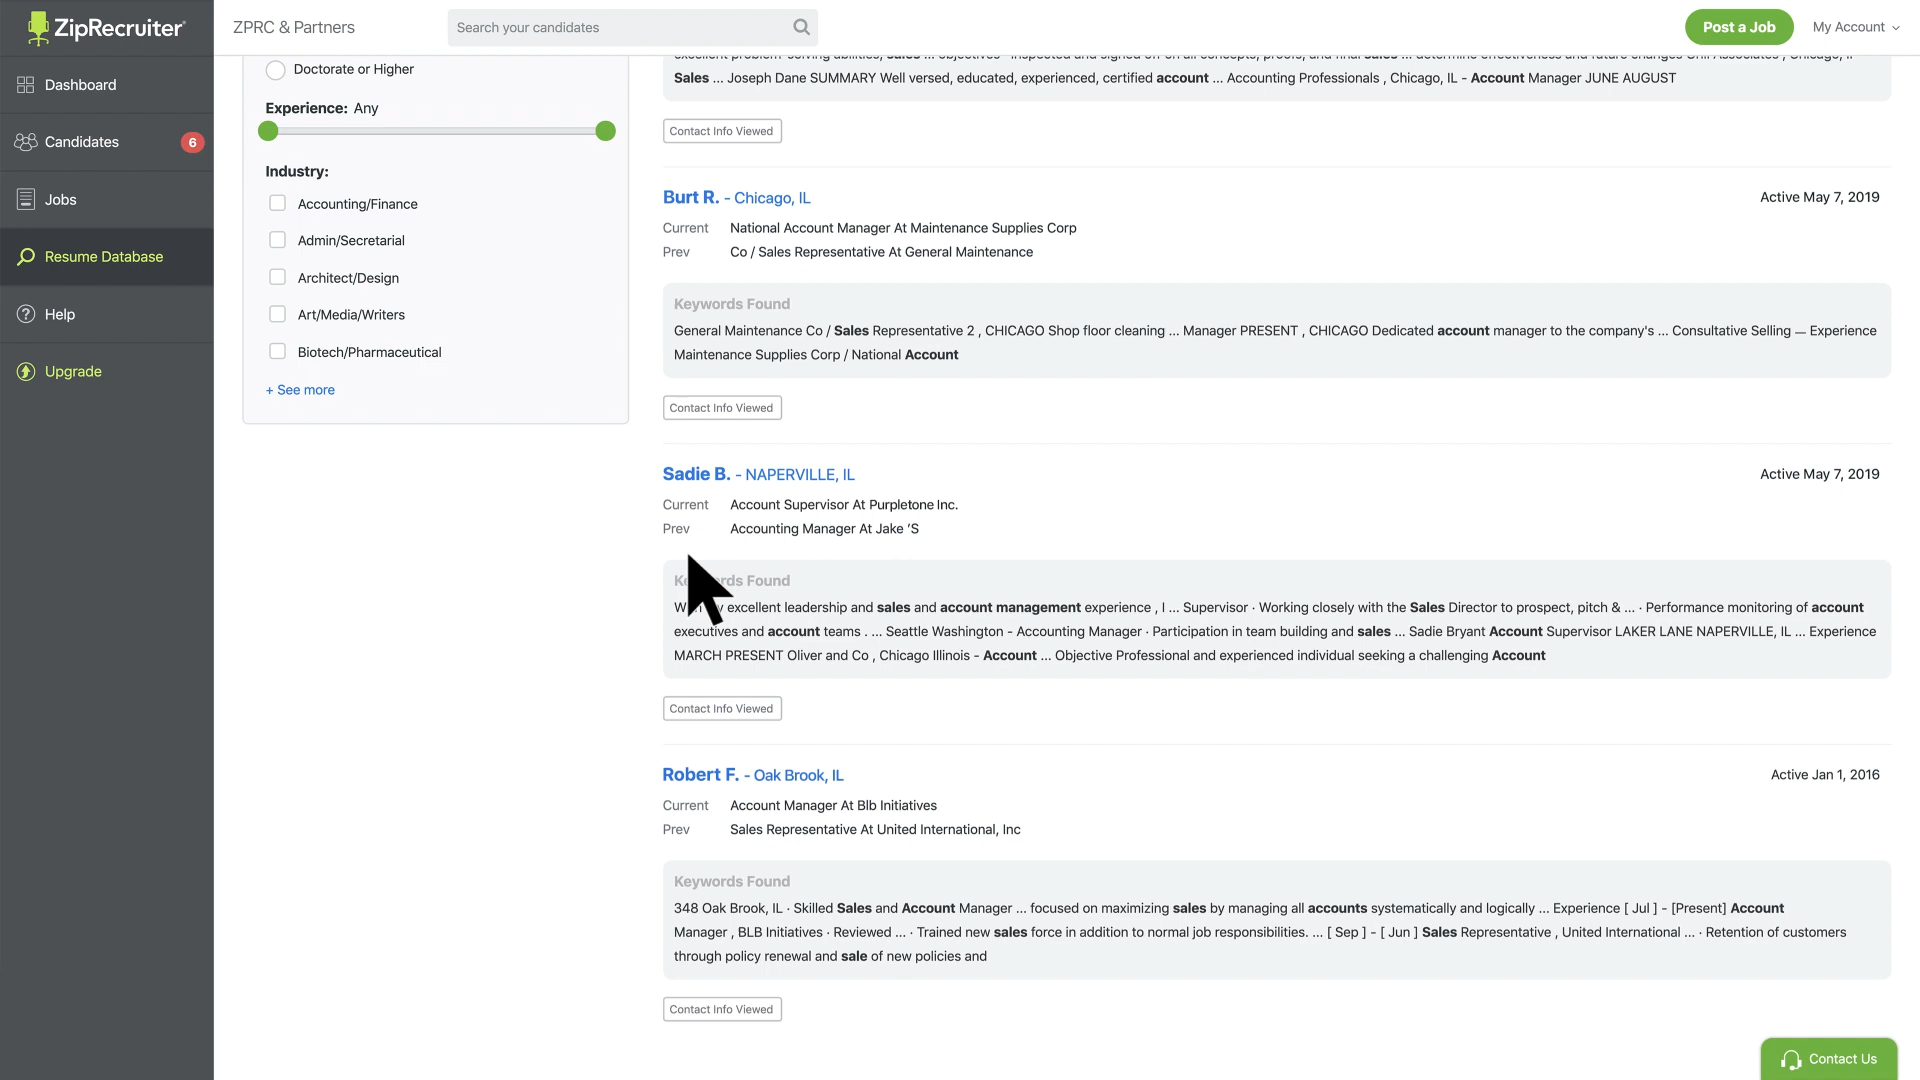 ZipRecruiter
ZPRC & Partners
Search your candidates
Post a Job
My Account
Dashboard
Candidates
6
Jobs
Resume Database
Help
Upgrade
Doctorate or Higher
Experience: Any
Industry:
Accounting/Finance
Admin/Secretarial
Architect/Design
Art/Media/Writers
Biotech/Pharmaceutical
+ See more
Sales ... Joseph Dane SUMMARY Well versed, educated, experienced, certified account ... Accounting Professionals , Chicago, IL - Account Manager JUNE AUGUST
Contact Info Viewed
Burt R. - Chicago, IL
Active May 7, 2019
Current National Account Manager At Maintenance Supplies Corp
Prev Co / Sales Representative At General Maintenance
Keywords Found
General Maintenance Co / Sales Representative 2 , CHICAGO Shop floor cleaning ... Manager PRESENT , CHICAGO Dedicated account manager to the company's ... Consultative Selling — Experience
Maintenance Supplies Corp / National Account
Contact Info Viewed
Sadie B. - NAPERVILLE, IL
Active May 7, 2019
Current Account Supervisor At Purpletone Inc.
Prev Accounting Manager At Jake 'S
Found
excellent leadership and sales and account management experience , I ... Supervisor · Working closely with the Sales Director to prospect, pitch & ... · Performance monitoring of account
executives and account teams . ... Seattle Washington - Accounting Manager · Participation in team building and sales ... Sadie Bryant Account Supervisor LAKER LANE NAPERVILLE, IL ... Experience
MARCH PRESENT Oliver and Co , Chicago Illinois - Account ... Objective Professional and experienced individual seeking a challenging Account
Contact Info Viewed
Robert F. - Oak Brook, IL
Active Jan 1, 2016
Current Account Manager At Blb Initiatives
Prev Sales Representative At United International, Inc
Keywords Found
348 Oak Brook, IL · Skilled Sales and Account Manager ... focused on maximizing sales by managing all accounts systematically and logically ... Experience [ Jul ] - [Present] Account
Manager , BLB Initiatives · Reviewed ... · Trained new sales force in addition to normal job responsibilities. ... [ Sep ] - [ Jun ] Sales Representative , United International ... · Retention of customers
through policy renewal and sale of new policies and
Contact Info Viewed
Contact Us